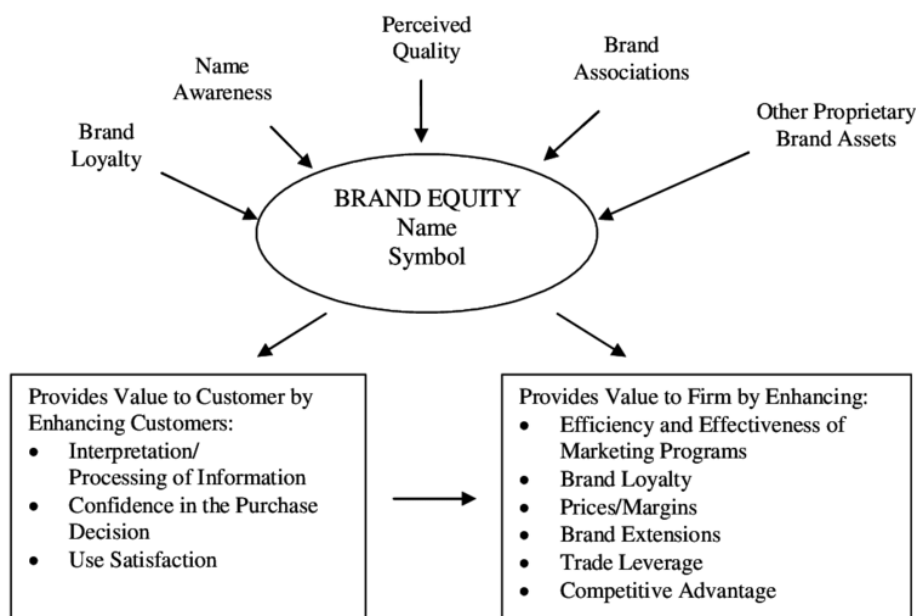 Perceived
Quality
Brand
Associations
Name
Awareness
Other Proprietary
Brand Assets
Brand
Loyalty
BRAND EQUITY
Name
Symbol
Provides Value to Customer by
Enhancing Customers:
• Interpretation/
Processing of Information
• Confidence in the Purchase
Decision
• Use Satisfaction
Provides Value to Firm by Enhancing:
• Efficiency and Effectiveness of
Marketing Programs
• Brand Loyalty
• Prices/Margins
• Brand Extensions
• Trade Leverage
• Competitive Advantage